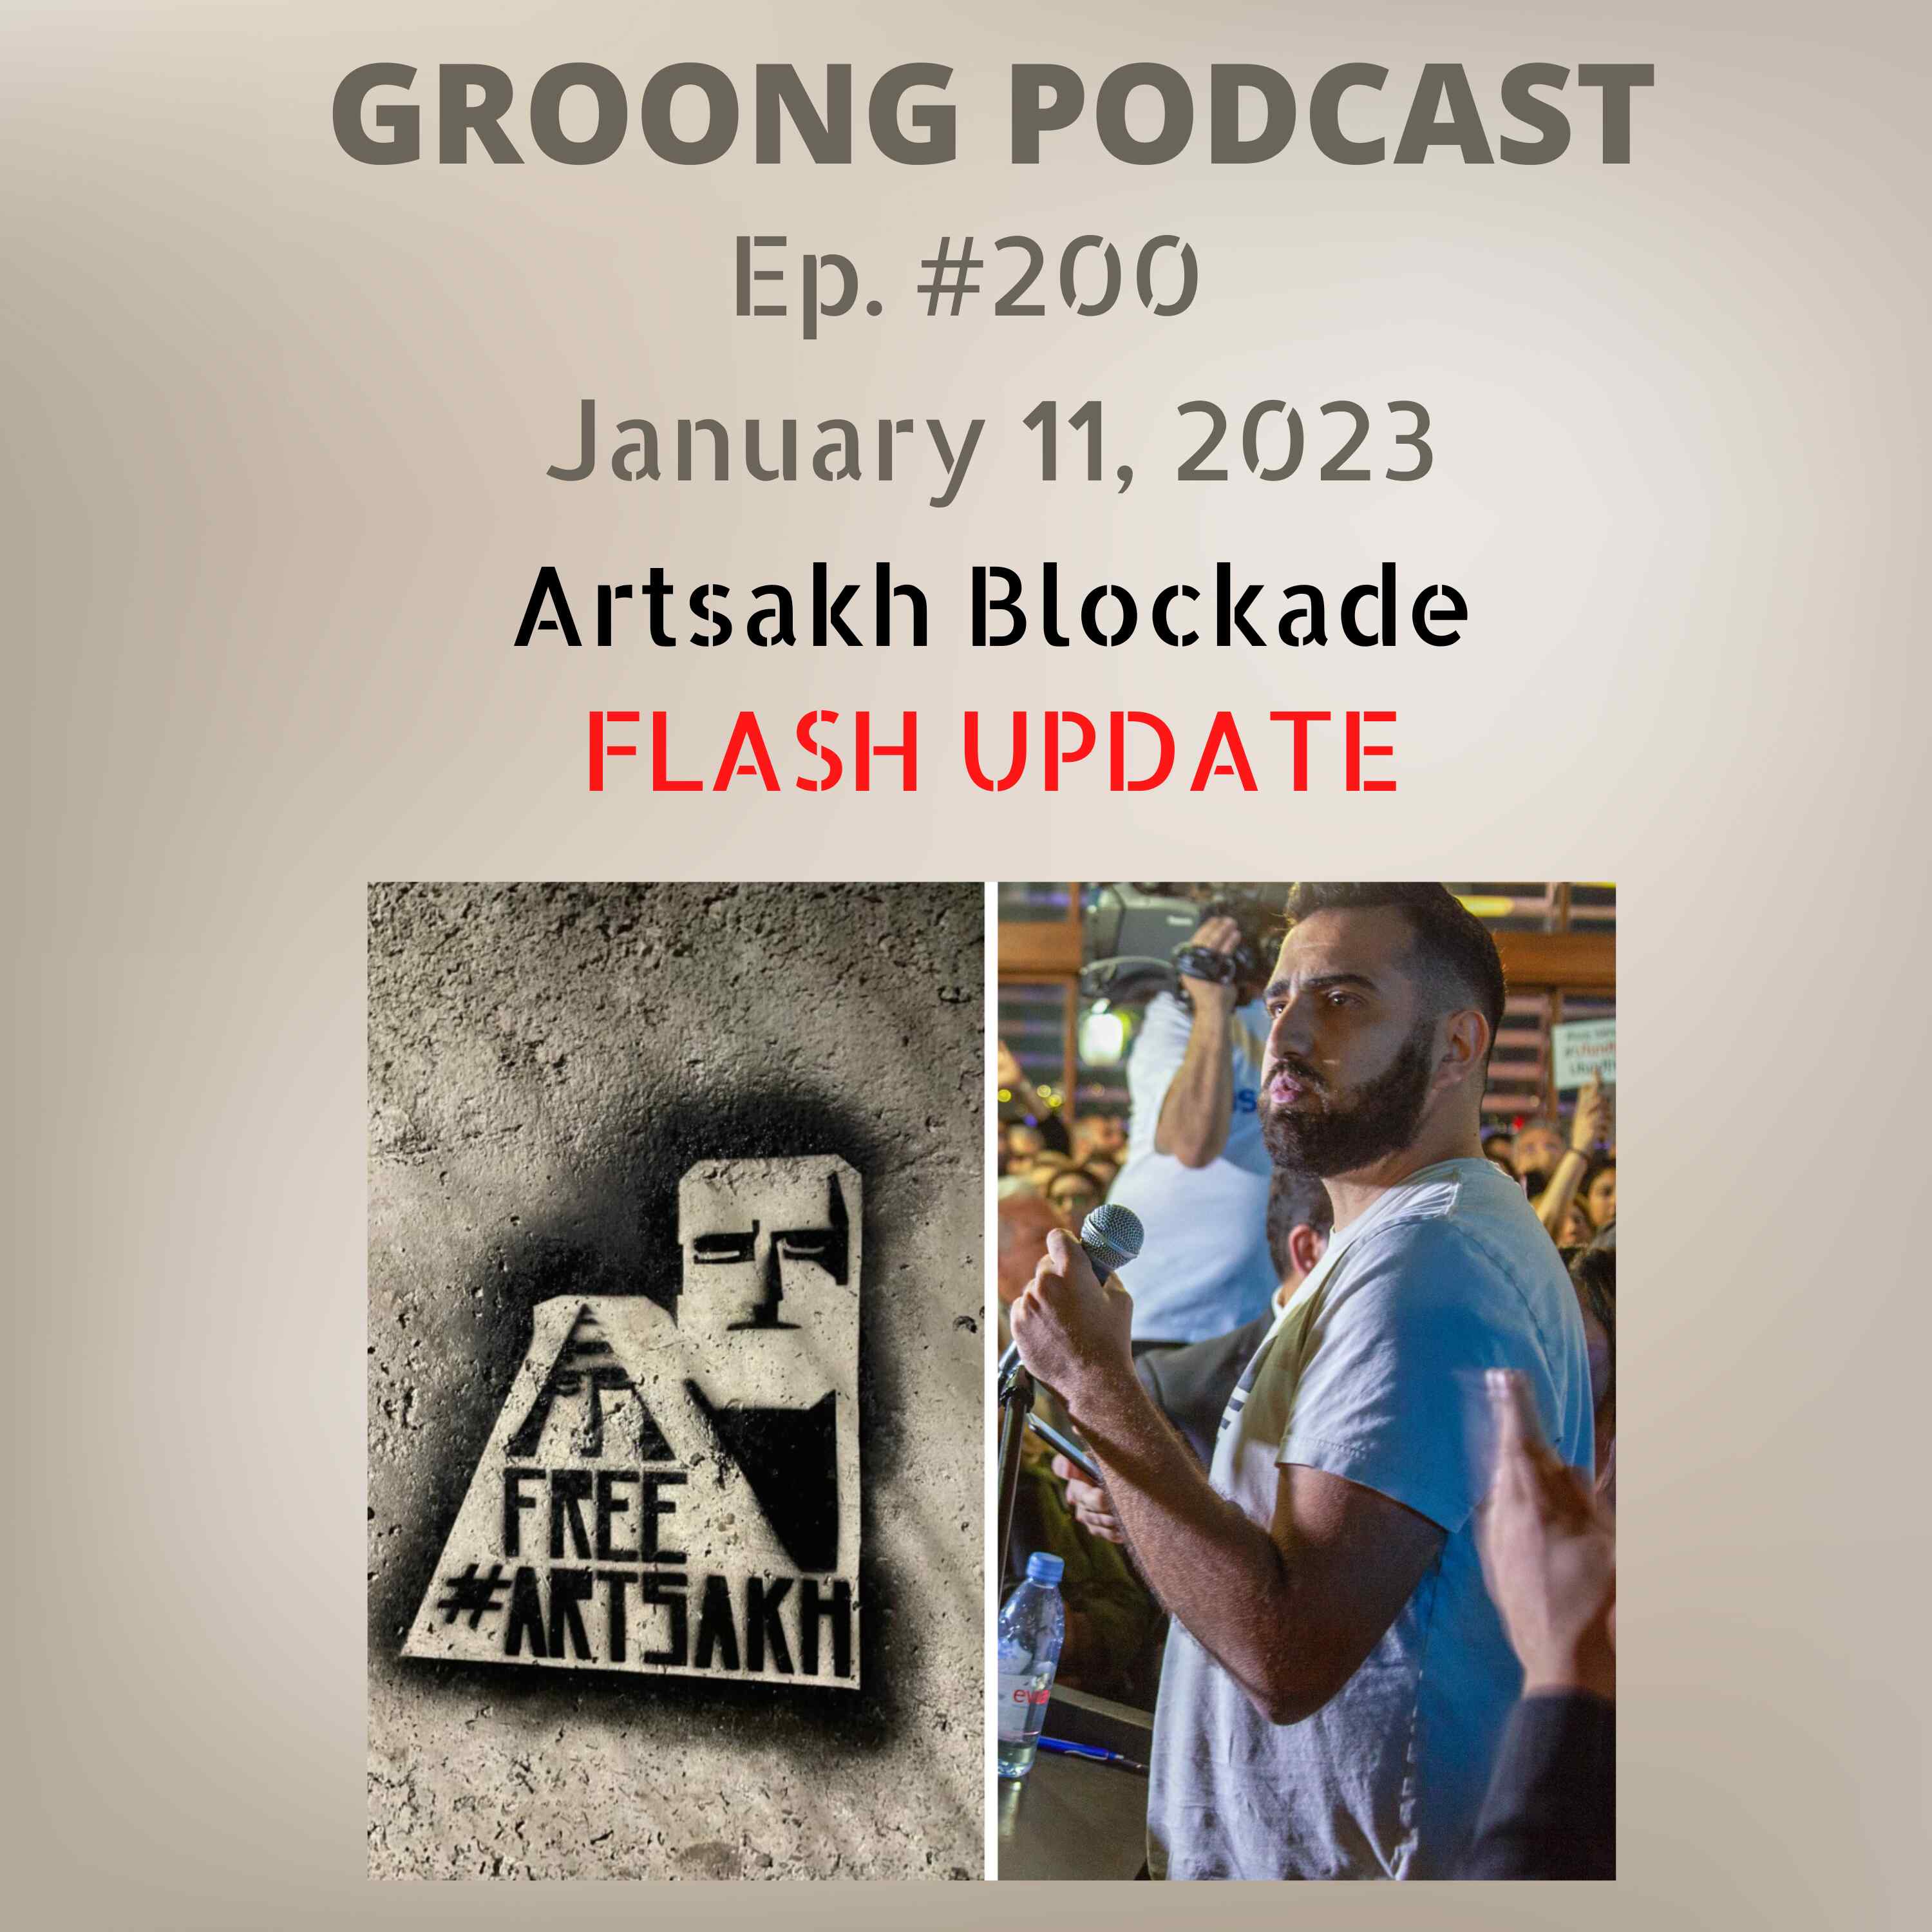 GROONG PODCAST
Ep. #200
January 11, 2023
Artsakh Blockade
FLASH UPDATE
FREE
#ARTSAKH